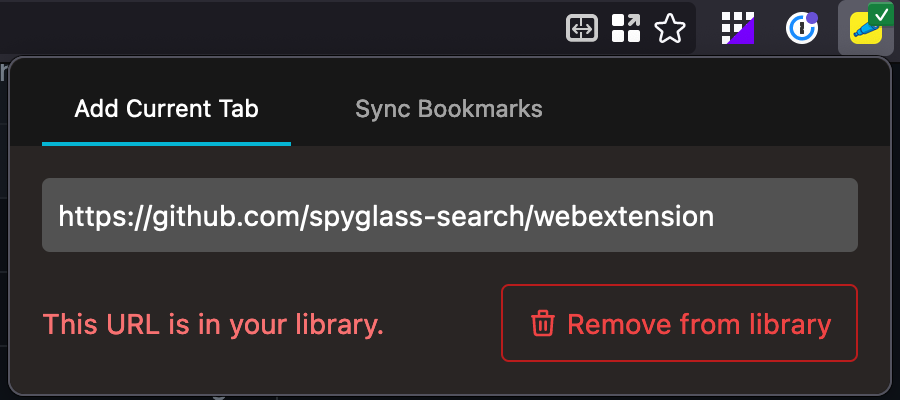 Add Current Tab
Sync Bookmarks
https://github.com/spyglass-search/webextension
This URL is in your library.
Remove from library